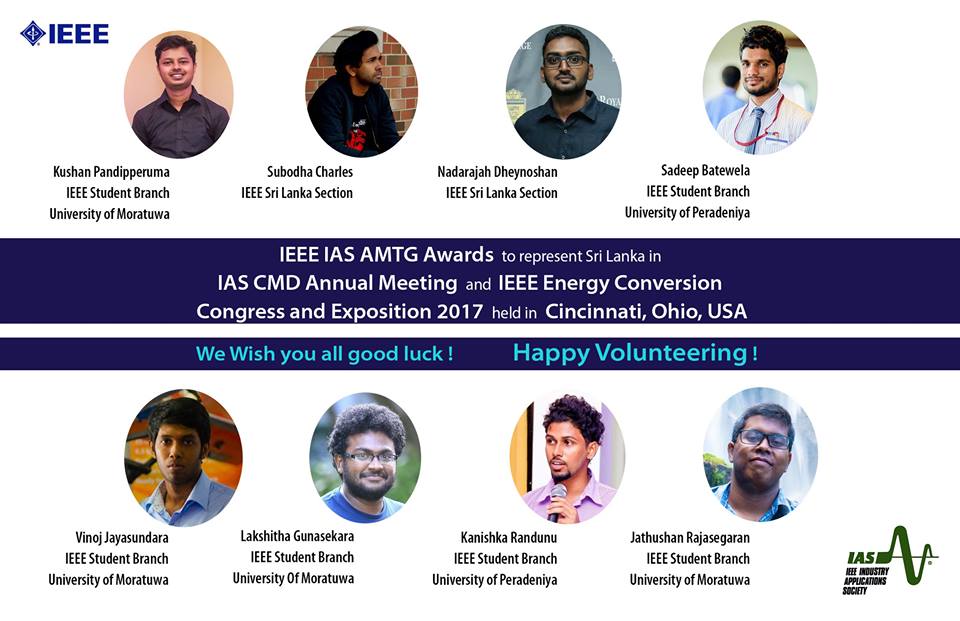 IEEE
Kushan Pandipperuma
IEEE Student Branch
University of Moratuwa
Subodha Charles
IEEE Sri Lanka Section
Nadarajah Dheynoshan
IEEE Sri Lanka Section
Sadeep Batewela
IEEE Student Branch
University of Peradeniya
IEEE IAS AMTG Awards to represent Sri Lanka in
IAS CMD Annual Meeting and IEEE Energy Conversion
Congress and Exposition 2017 held in Cincinnati, Ohio, USA
We Wish you all good luck ! Happy Volunteering !
Vinoj Jayasundara
IEEE Student Branch
University of Moratuwa
Lakshitha Gunasekara
IEEE Student Branch
University Of Moratuwa
Kanishka Randunu
IEEE Student Branch
University of Peradeniya
Jathushan Rajasegaran
IEEE Student Branch
University of Moratuwa
IAS
IEEE INDUSTRY
APPLICATIONS
SOCIETY
®